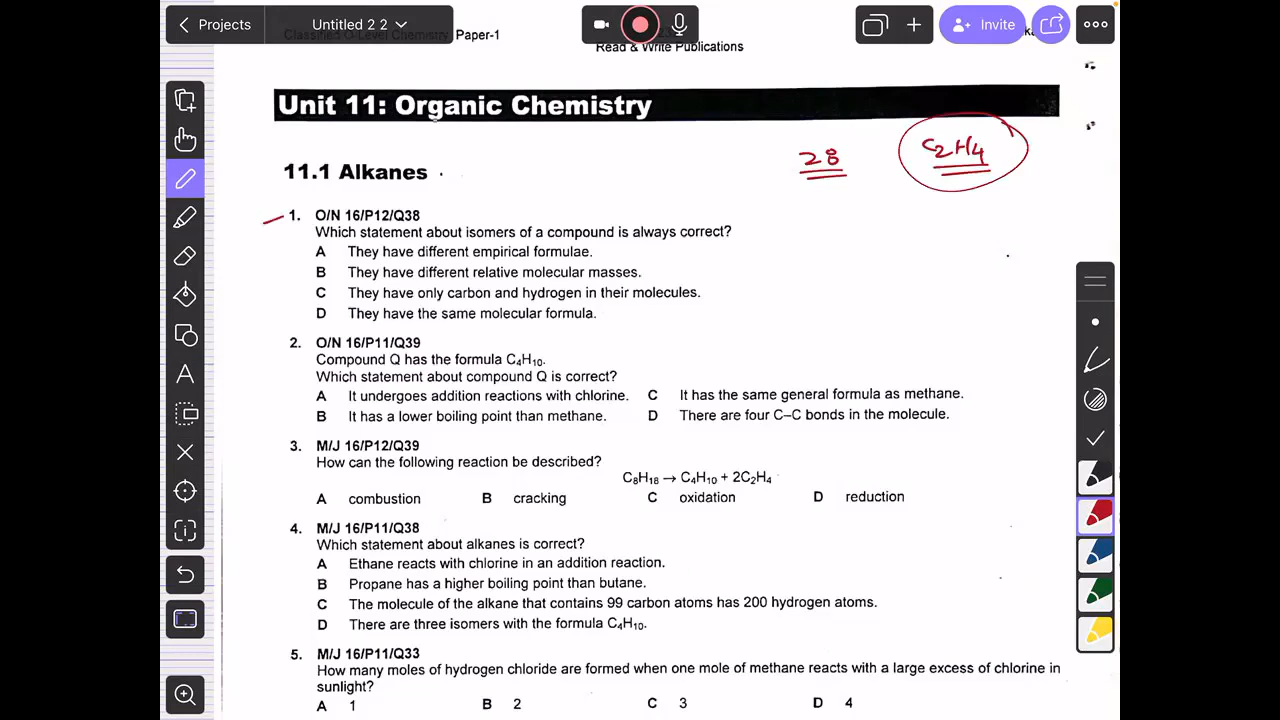 Projects
Untitled 2 2
Invite
Classified O-Level Chemistry Paper-1
Read & Write Publications
Unit 11: Organic Chemistry
28
C₂H₄
11.1 Alkanes
1. O/N 16/P12/Q38
Which statement about isomers of a compound is always correct?
A They have different empirical formulae.
B They have different relative molecular masses.
C They have only carbon and hydrogen in their molecules.
D They have the same molecular formula.
2. O/N 16/P11/Q39
Compound Q has the formula C₄H₁₀.
Which statement about compound Q is correct?
A It undergoes addition reactions with chlorine. C It has the same general formula as methane.
B It has a lower boiling point than methane. D There are four C–C bonds in the molecule.
3. M/J 16/P12/Q39
How can the following reaction be described?
C₈H₁₈ → C₄H₁₀ + 2C₂H₄
A combustion B cracking C oxidation D reduction
4. M/J 16/P11/Q38
Which statement about alkanes is correct?
A Ethane reacts with chlorine in an addition reaction.
B Propane has a higher boiling point than butane.
C The molecule of the alkane that contains 99 carbon atoms has 200 hydrogen atoms.
D There are three isomers with the formula C₄H₁₀.
5. M/J 16/P11/Q33
How many moles of hydrogen chloride are formed when one mole of methane reacts with a large excess of chlorine in
sunlight?
A 1 B 2 C 3 D 4